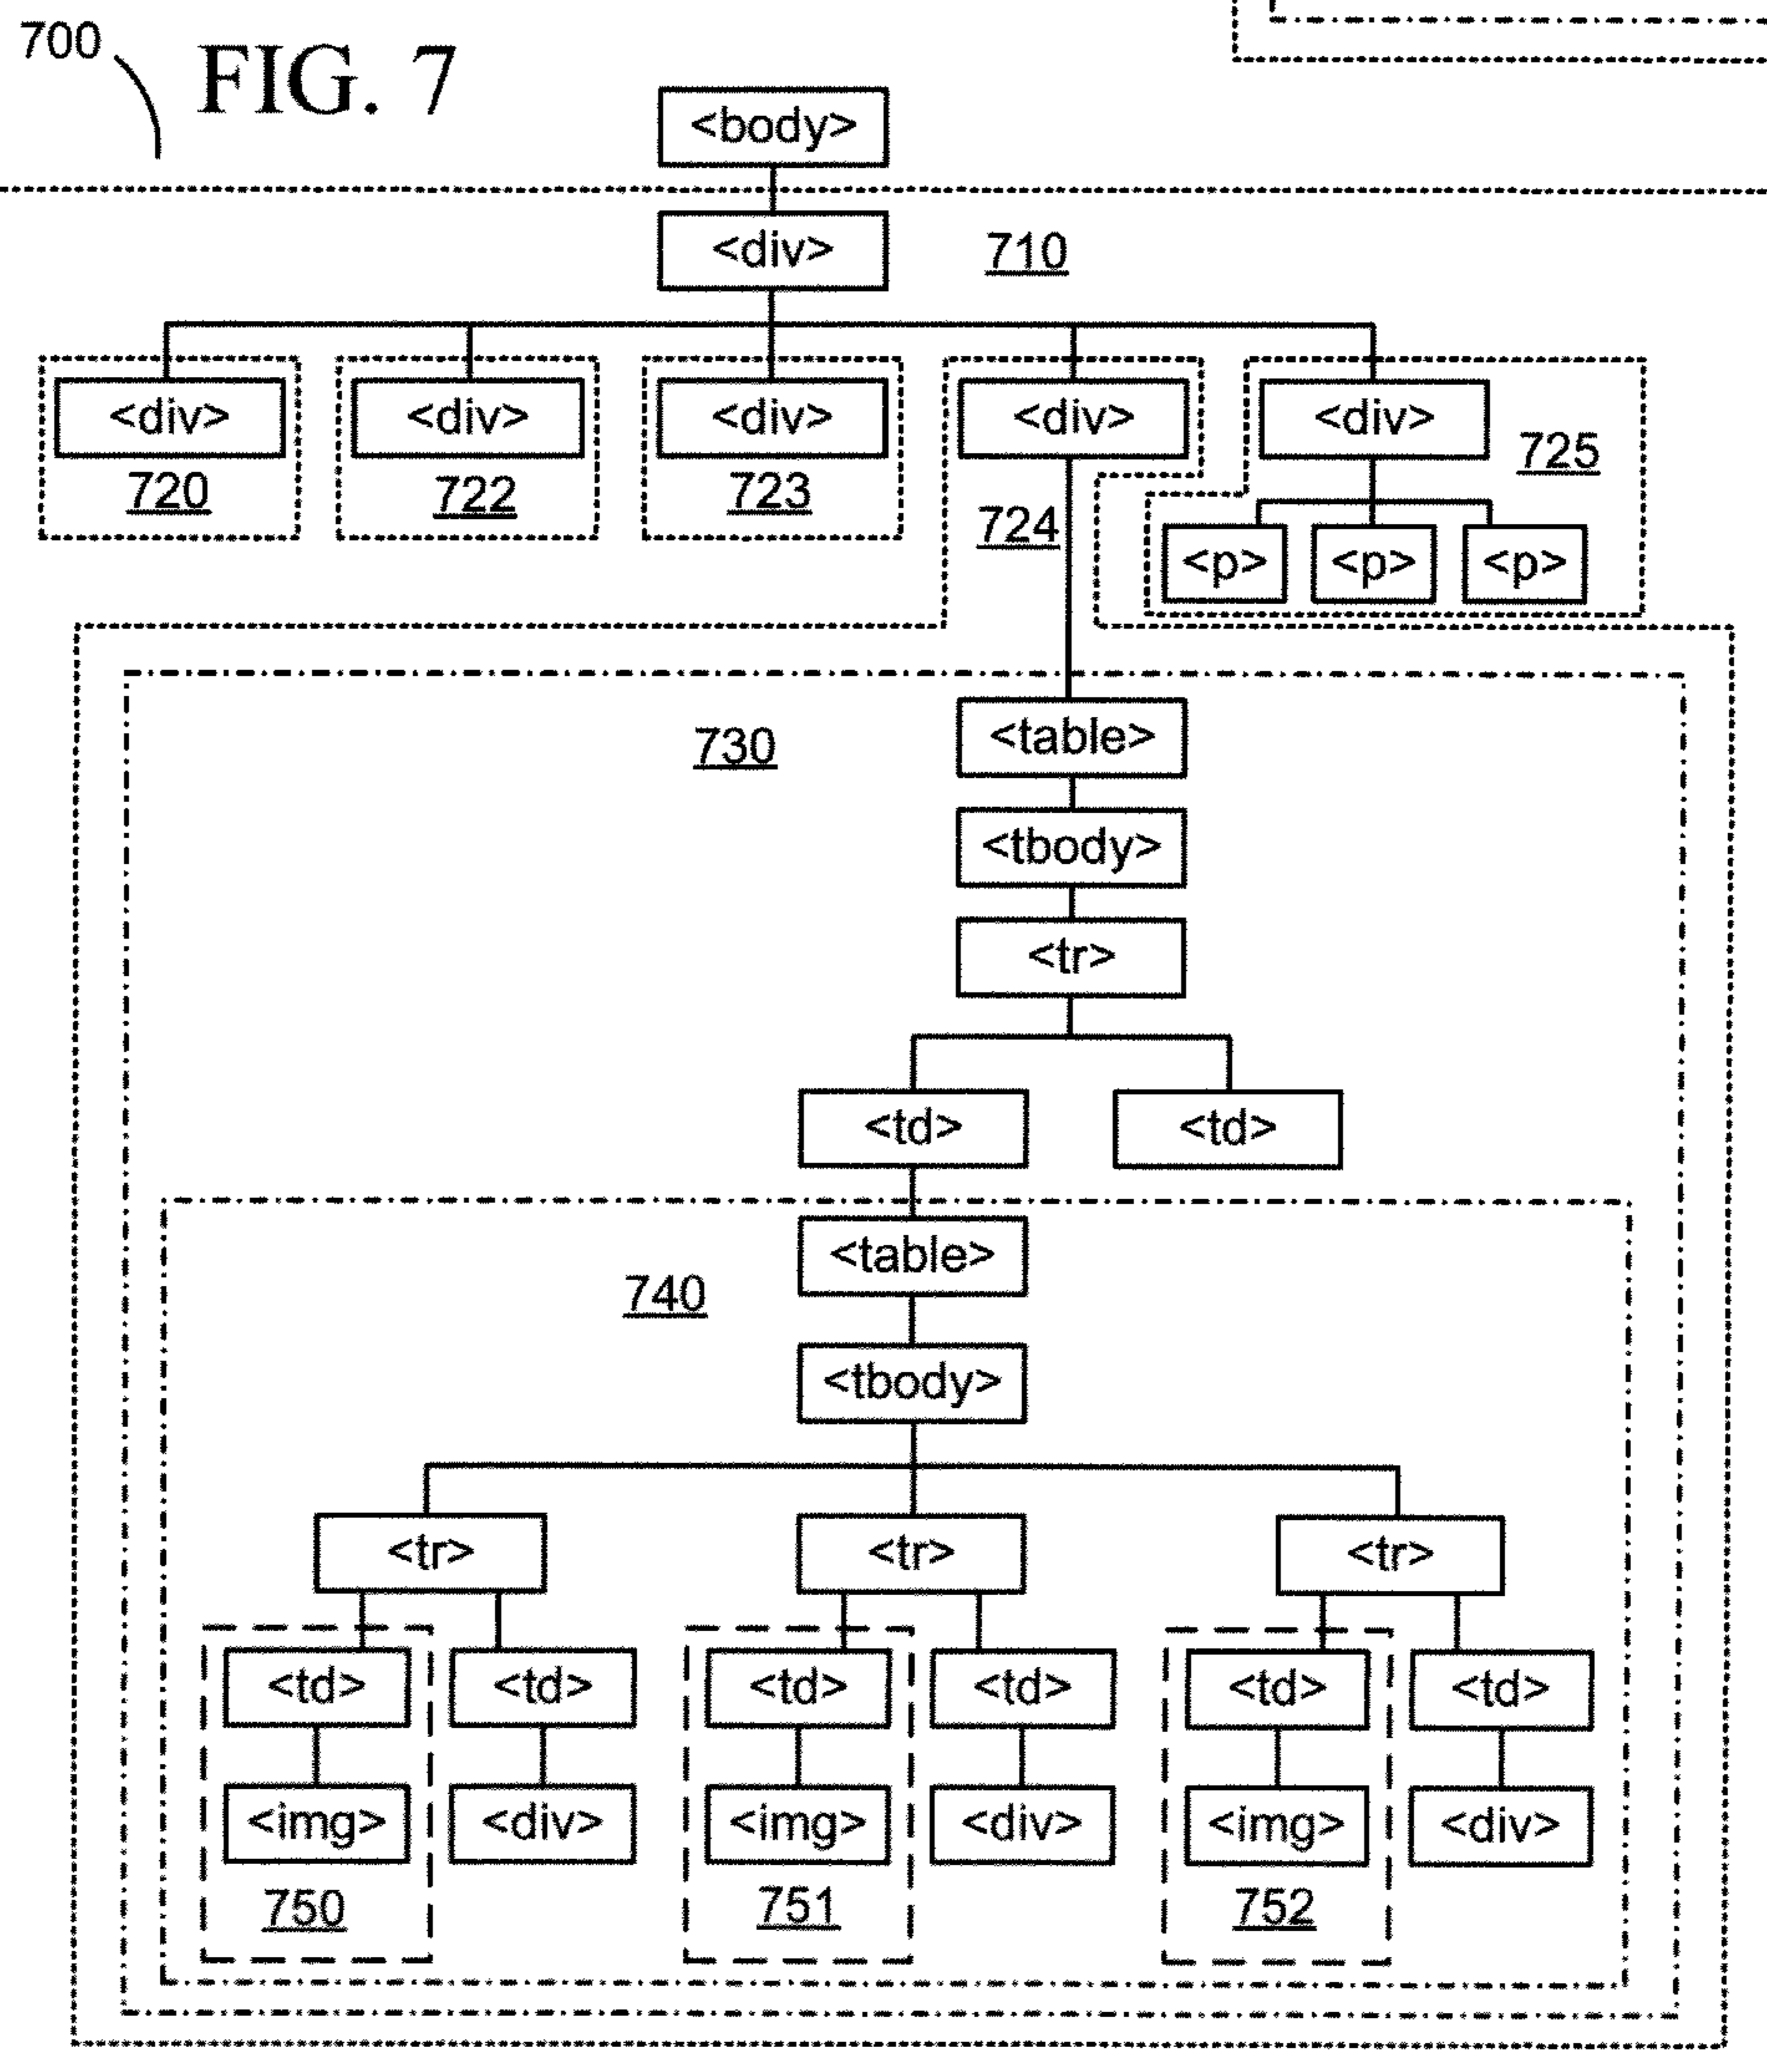 700
FIG. 7
<body>
<div>
710
<div> <div> <div> <div> <div>
720 722 723 724 725
<p> <p> <p>
<table>
730
<tbody>
<tr>
<td> <td>
<table>
740
<tbody>
<tr> <tr> <tr>
<td> <td> <td> <td> <td> <td>
<img> <div> <img> <div> <img> <div>
750 751 752